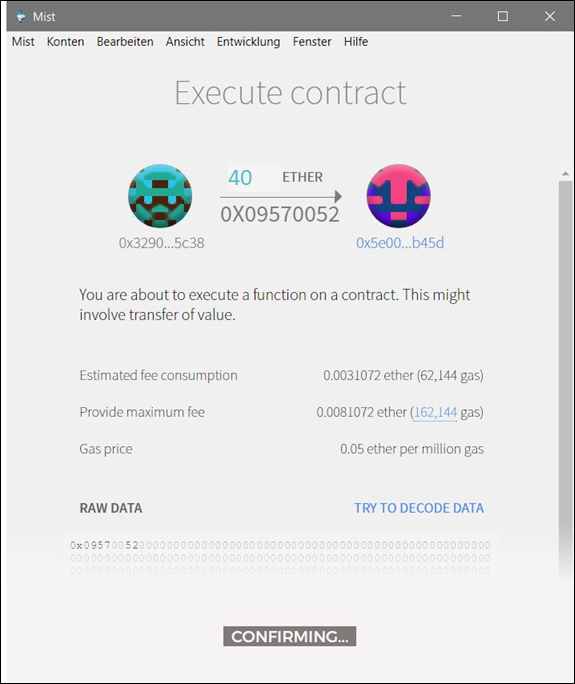 Mist
Mist Konten Bearbeiten Ansicht Entwicklung Fenster Hilfe
Execute contract
40 ETHER
0X09570052
0x3290...5c38 0x5e00...b45d
You are about to execute a function on a contract. This might
involve transfer of value.
Estimated fee consumption 0.0031072 ether (62,144 gas)
Provide maximum fee 0.0081072 ether (162,144 gas)
Gas price 0.05 ether per million gas
RAW DATA TRY TO DECODE DATA
CONFIRMING...